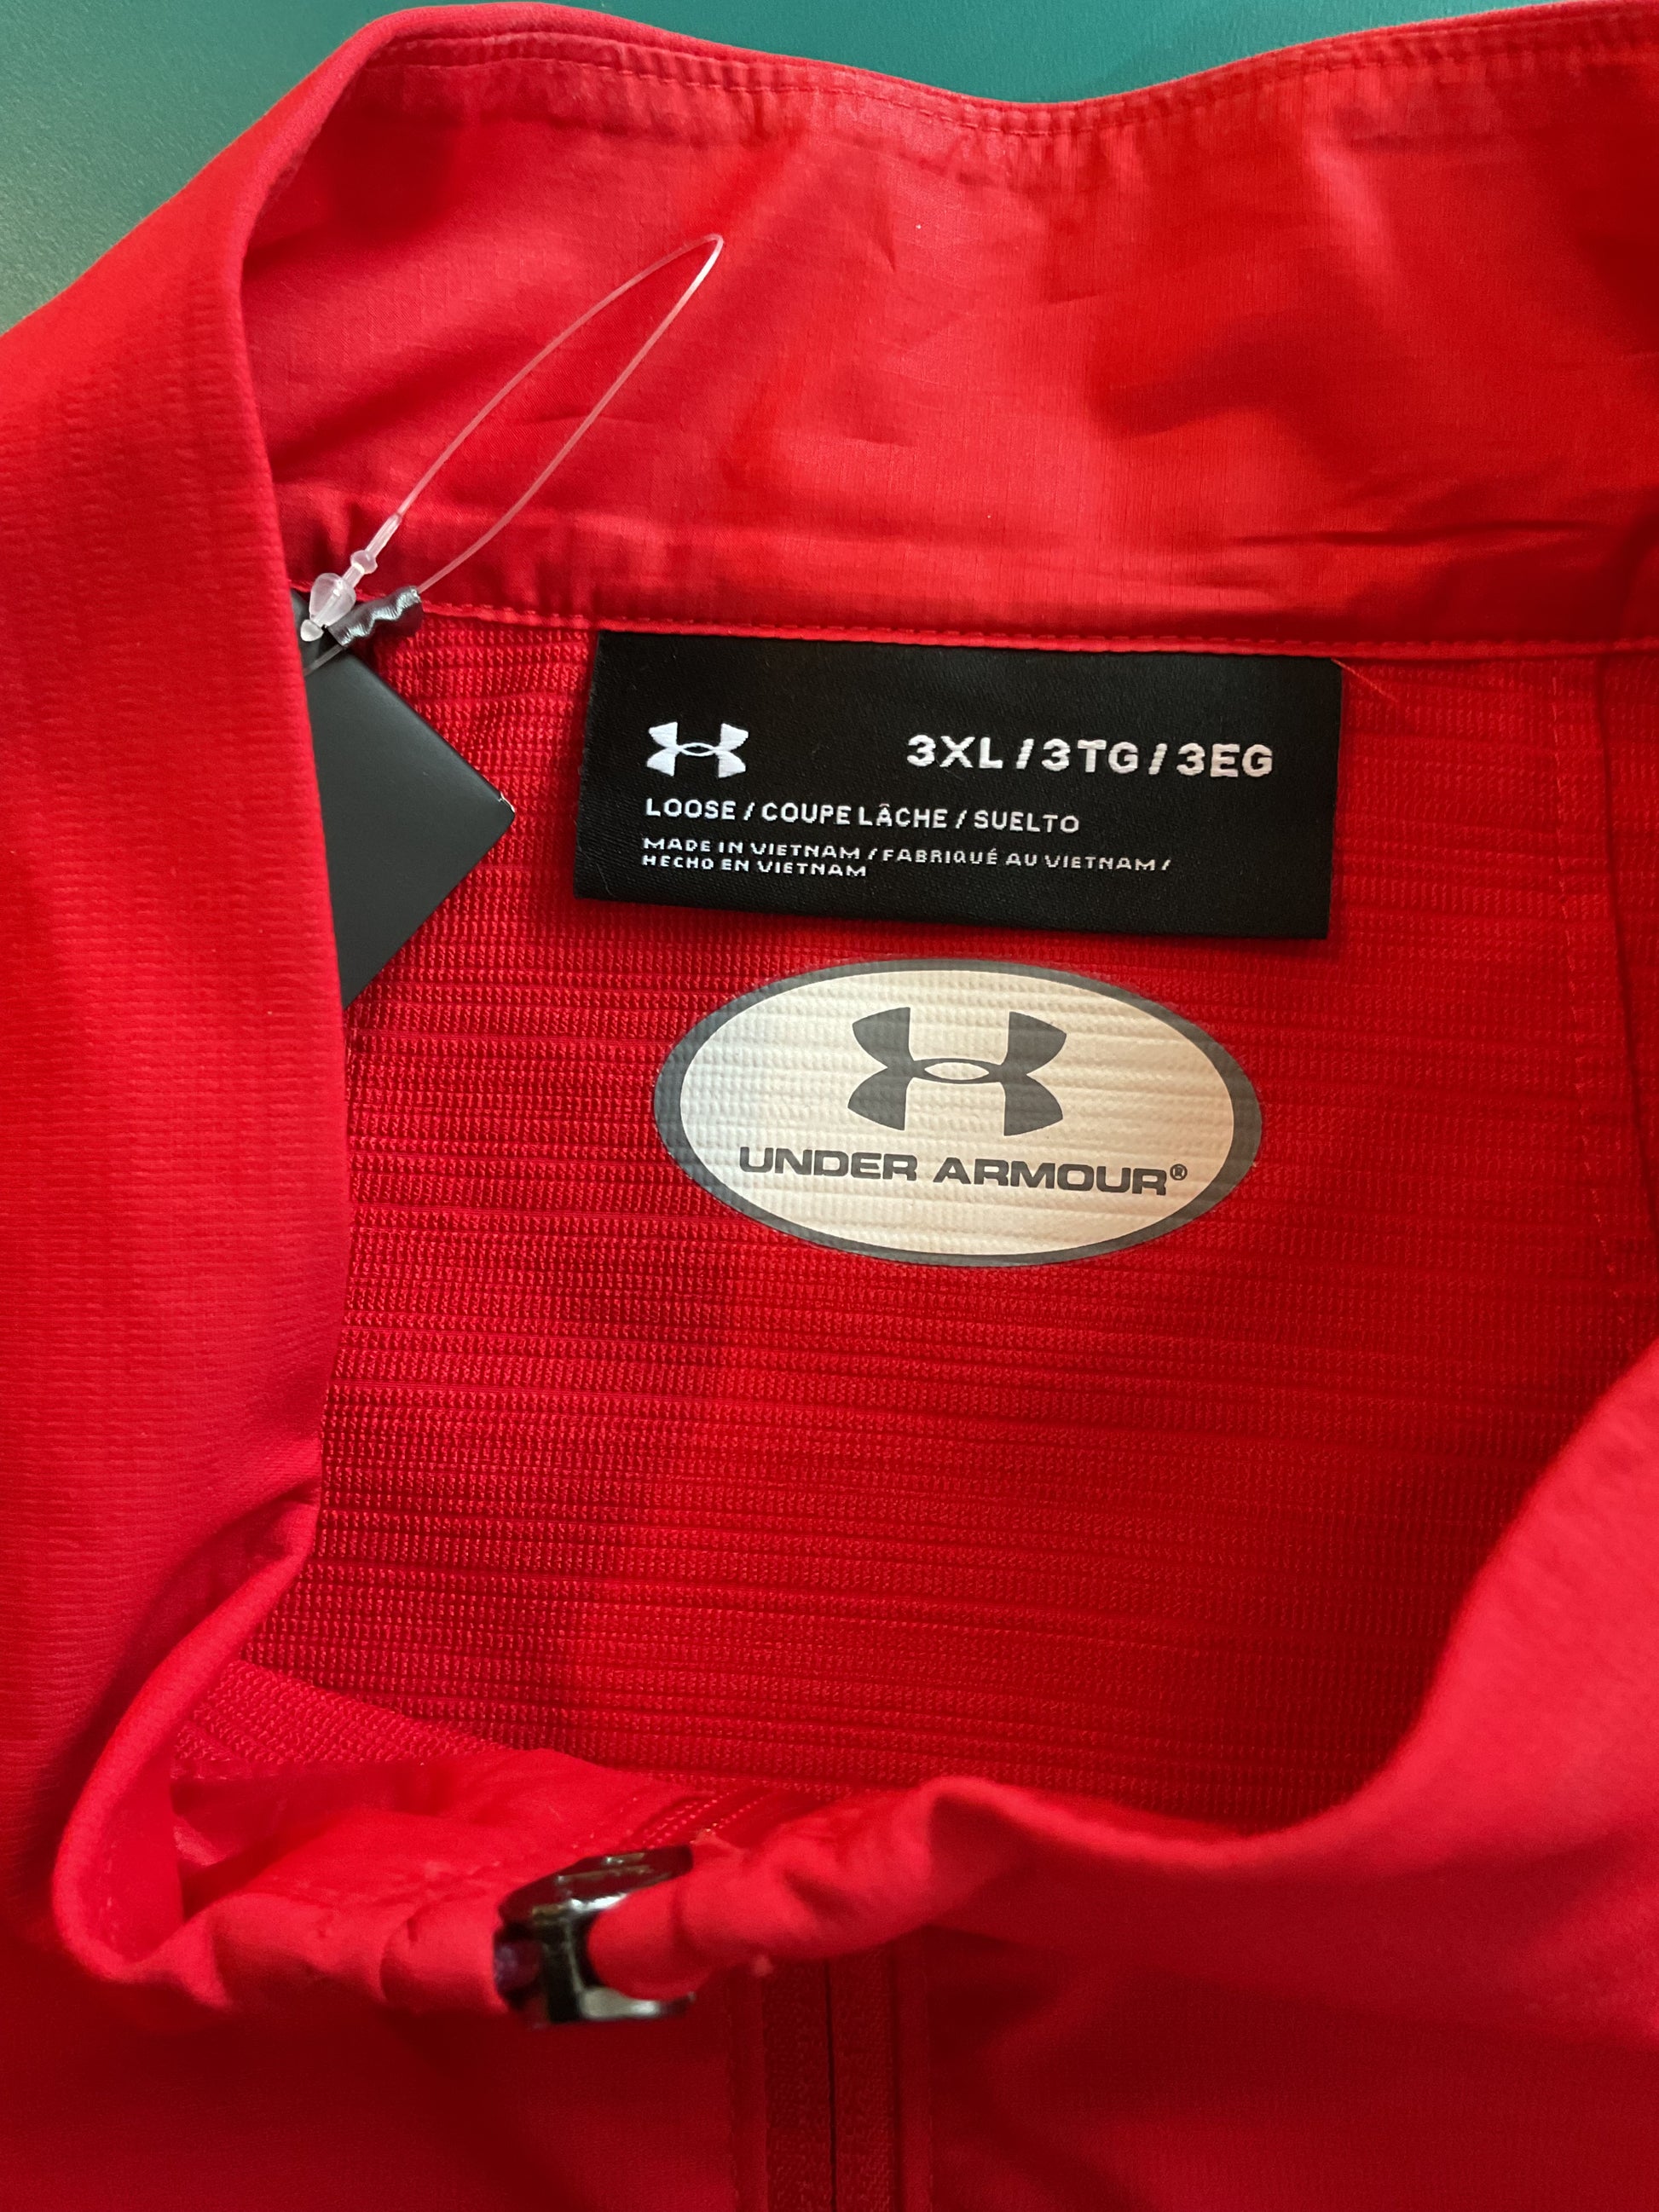 3XL / 3TG / 3EG
LOOSE / COUPE LÂCHE / SUELTO
MADE IN VIETNAM / FABRIQUÉ AU VIETNAM /
HECHO EN VIETNAM
UNDER ARMOUR®